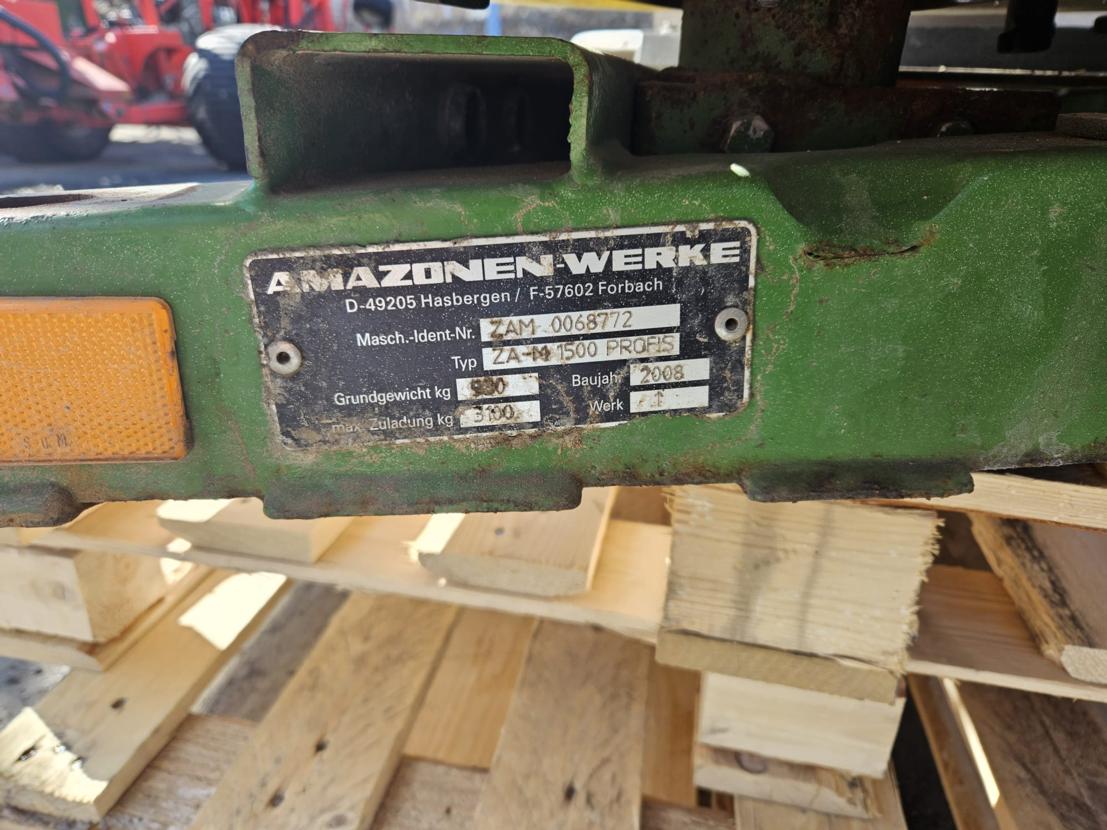 AMAZONEN-WERKE
D-49205 Hasbergen / F-57602 Forbach
Masch.-Ident-Nr. ZAM 0068772
Typ ZA-M 1500 PROFIS
Grundgewicht kg Baujahr 2008
max. Zuladung kg 3100 Werk 1